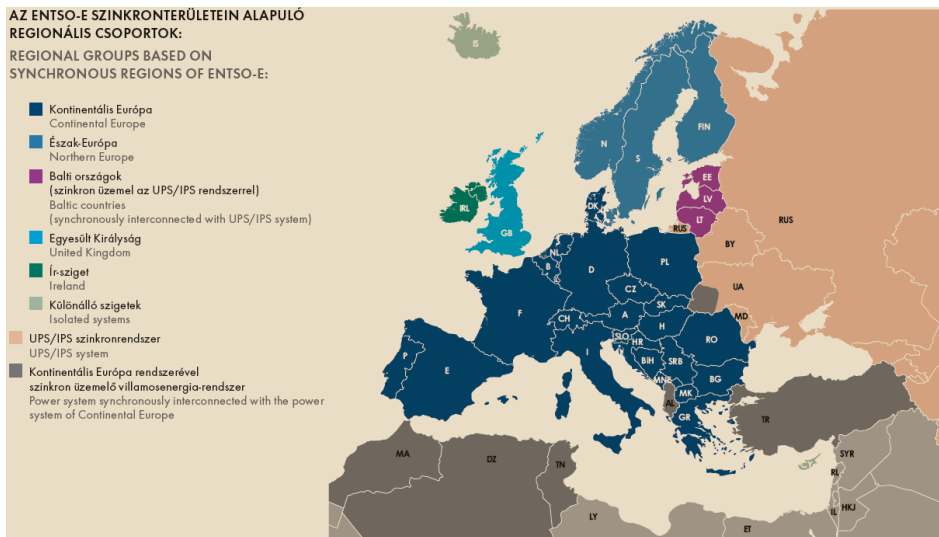 AZ ENTSO-E SZINKRONTERÜLETEIN ALAPULÓ
REGIONÁLIS CSOPORTOK:
REGIONAL GROUPS BASED ON
SYNCHRONOUS REGIONS OF ENTSO-E:
Kontinentális Európa
Continental Europe
Észak-Európa
Northern Europe
Balti országok
(szinkron üzemel az UPS/IPS rendszerrel)
Baltic countries
(synchronously interconnected with UPS/IPS system)
Egyesült Királyság
United Kingdom
Ír-sziget
Ireland
Különálló szigetek
Isolated systems
UPS/IPS szinkronrendszer
UPS/IPS system
Kontinentális Európa rendszerével
szinkron üzemelő villamosenergia-rendszer
Power system synchronously interconnected with the power
system of Continental Europe
IS
FIN
N
S
EE
LV
LT
RUS
RUS
DK
IRL
GB
BY
NL
B
D
PL
UA
CZ
SK
MD
F
CH
A
H
RO
SLO
HR
I
BiH
SRB
MNE
BG
MK
AL
GR
P
E
TR
MA
DZ
TN
CY
SYR
RL
IL
HKJ
LY
ET